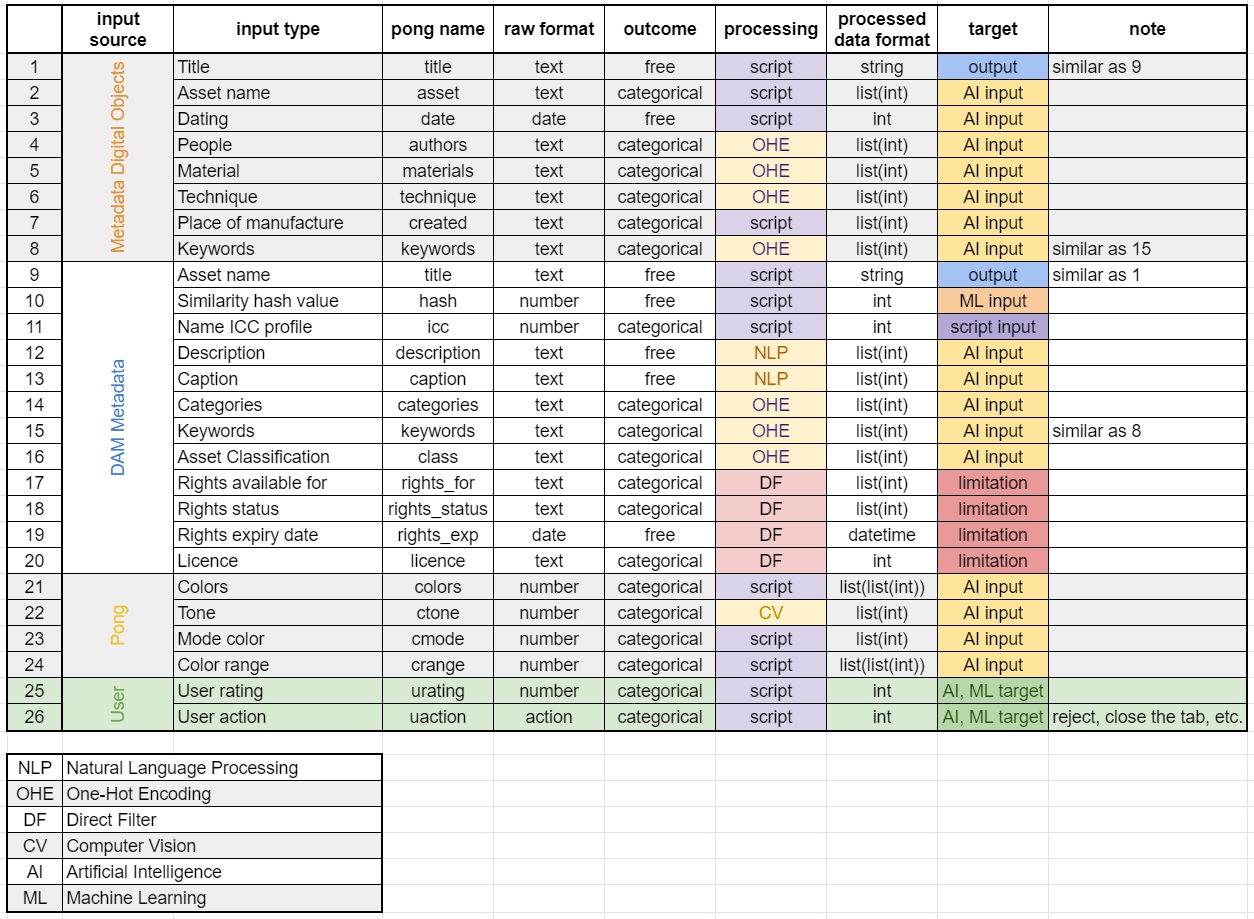 input source input type pong name raw format outcome processing processed data format target note
Metadata Digital Objects
1 Title title text free script string output similar as 9
2 Asset name asset text categorical script list(int) AI input
3 Dating date date free script int AI input
4 People authors text categorical OHE list(int) AI input
5 Material materials text categorical OHE list(int) AI input
6 Technique technique text categorical OHE list(int) AI input
7 Place of manufacture created text categorical script list(int) AI input
8 Keywords keywords text categorical OHE list(int) AI input similar as 15
DAM Metadata
9 Asset name title text free script string output similar as 1
10 Similarity hash value hash number free script int ML input
11 Name ICC profile icc number categorical script int script input
12 Description description text free NLP list(int) AI input
13 Caption caption text free NLP list(int) AI input
14 Categories categories text categorical OHE list(int) AI input
15 Keywords keywords text categorical OHE list(int) AI input similar as 8
16 Asset Classification class text categorical OHE list(int) AI input
17 Rights available for rights_for text categorical DF list(int) limitation
18 Rights status rights_status text categorical DF list(int) limitation
19 Rights expiry date rights_exp date free DF datetime limitation
20 Licence licence text categorical DF int limitation
Pong
21 Colors colors number categorical script list(list(int)) AI input
22 Tone ctone number categorical CV list(int) AI input
23 Mode color cmode number categorical script list(int) AI input
24 Color range crange number categorical script list(list(int)) AI input
User
25 User rating urating number categorical script int AI, ML target
26 User action uaction action categorical script int AI, ML target reject, close the tab, etc.
NLP Natural Language Processing
OHE One-Hot Encoding
DF Direct Filter
CV Computer Vision
AI Artificial Intelligence
ML Machine Learning